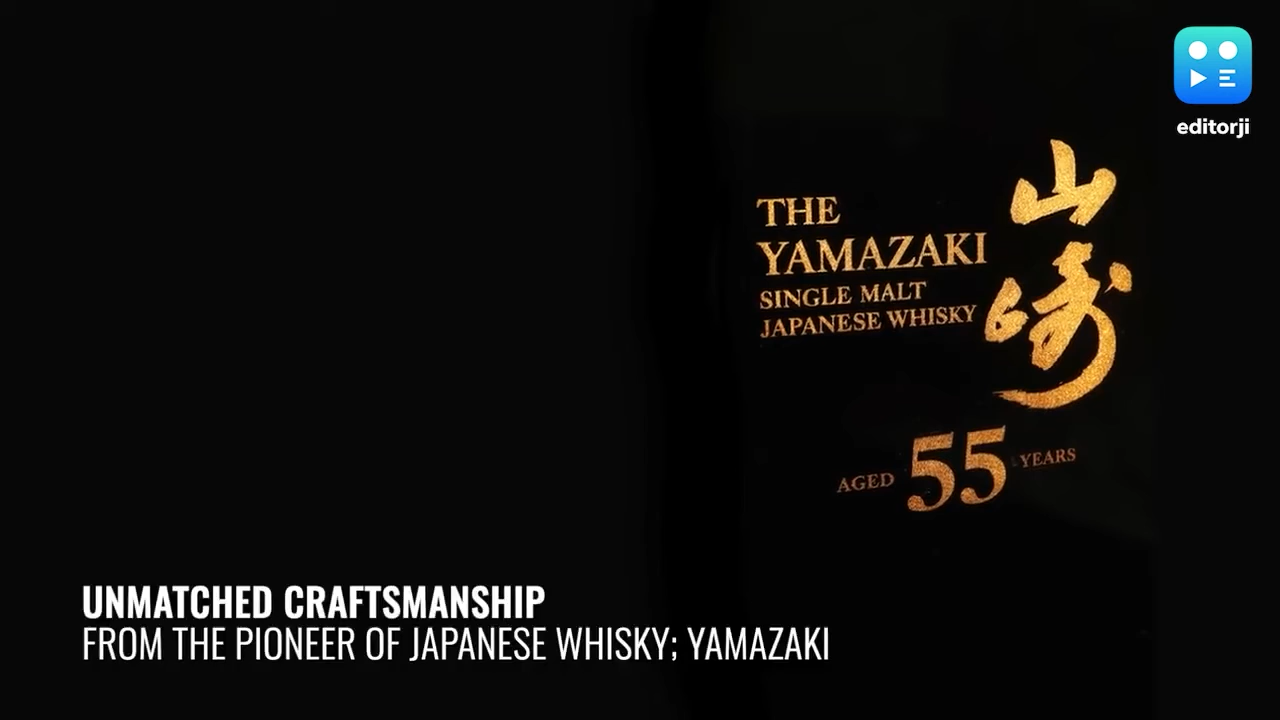 editorji
THE
YAMAZAKI
SINGLE MALT
JAPANESE WHISKY
山崎
AGED 55 YEARS
UNMATCHED CRAFTSMANSHIP
FROM THE PIONEER OF JAPANESE WHISKY; YAMAZAKI